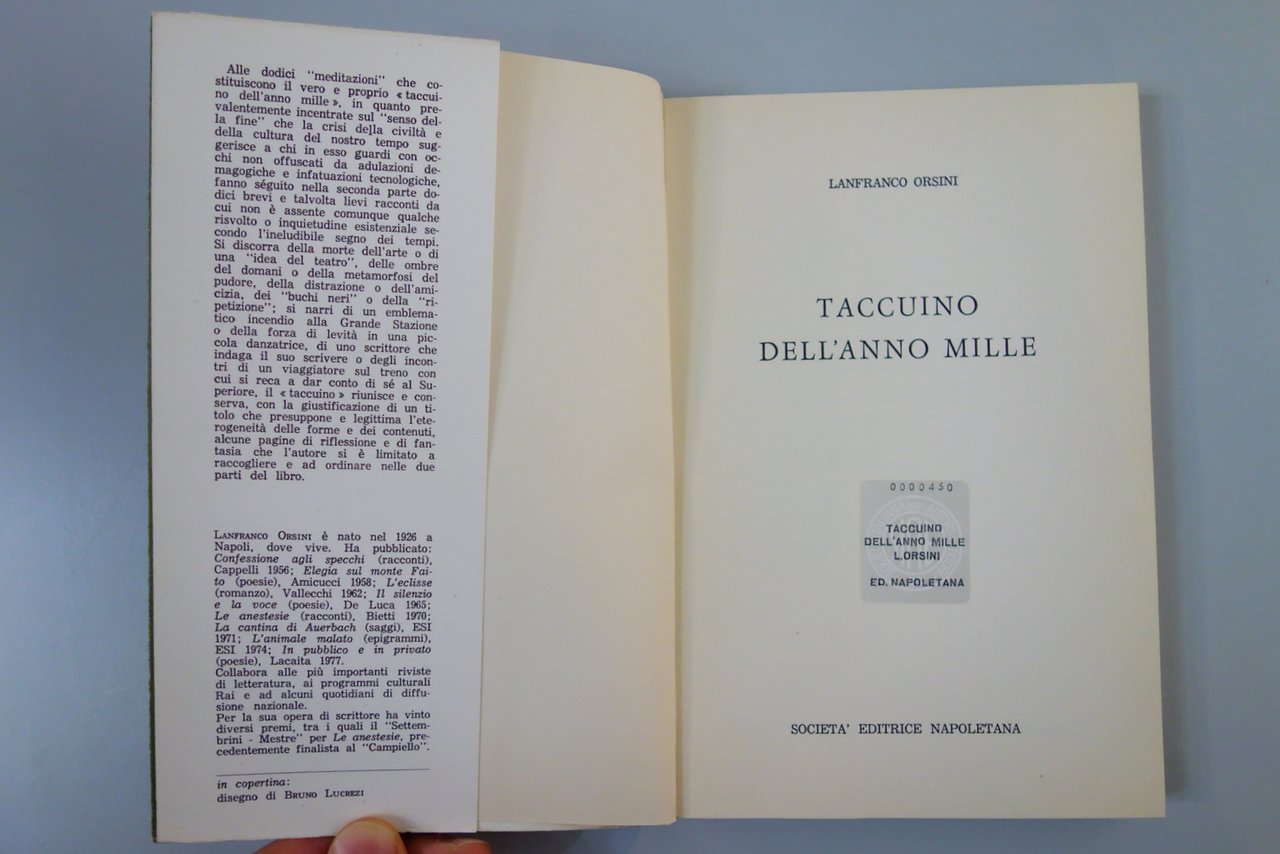 Alle dodici "meditazioni" che co-
stituiscono il vero e proprio « taccui-
no dell'anno mille », in quanto pre-
valentemente incentrate sul "senso del-
la fine" che la crisi della civiltà e
della cultura del nostro tempo sug-
gerisce a chi in esso guardi con oc-
chi non offuscati da adulazioni de-
magogiche e infatuazioni tecnologiche,
fanno séguito nella seconda parte do-
dici brevi e talvolta lievi racconti da
cui non è assente comunque qualche
risvolto o inquietudine esistenziale se-
condo l'ineludibile segno dei tempi.
Si discorra della morte dell'arte o di
una "idea del teatro", delle ombre
del domani o della metamorfosi del
pudore, della distrazione o dell'ami-
cizia, dei "buchi neri" o della "ri-
petizione"; si narri di un emblema-
tico incendio alla Grande Stazione
o della forza di levità in una pic-
cola danzatrice, di uno scrittore che
indaga il suo scrivere o degli incon-
tri di un viaggiatore sul treno con
cui si reca a dar conto di sé al Su-
periore, il « taccuino » riunisce e con-
serva, con la giustificazione di un ti-
tolo che presuppone e legittima l'ete-
rogeneità delle forme e dei contenuti,
alcune pagine di riflessione e di fan-
tasia che l'autore si è limitato a
raccogliere e ad ordinare nelle due
parti del libro.
LANFRANCO ORSINI è nato nel 1926 a
Napoli, dove vive. Ha pubblicato:
Confessione agli specchi (racconti),
Cappelli 1956; Elegia sul monte Fai-
to (poesie), Amicucci 1958; L'eclisse
(romanzo), Vallecchi 1962; Il silenzio
e la voce (poesie), De Luca 1965;
Le anestesie (racconti), Bietti 1970;
La cantina di Auerbach (saggi), ESI
1971; L'animale malato (epigrammi),
ESI 1974; In pubblico e in privato
(poesie), Lacaita 1977.
Collabora alle più importanti riviste
di letteratura, ai programmi culturali
Rai e ad alcuni quotidiani di diffu-
sione nazionale.
Per la sua opera di scrittore ha vinto
diversi premi, tra i quali il "Settem-
brini - Mestre" per Le anestesie, pre-
cedentemente finalista al "Campiello".
in copertina:
disegno di BRUNO LUCREZI
LANFRANCO ORSINI
TACCUINO
DELL'ANNO MILLE
0000450
TACCUINO
DELL'ANNO MILLE
L.ORSINI
ED. NAPOLETANA
SOCIETA' EDITRICE NAPOLETANA